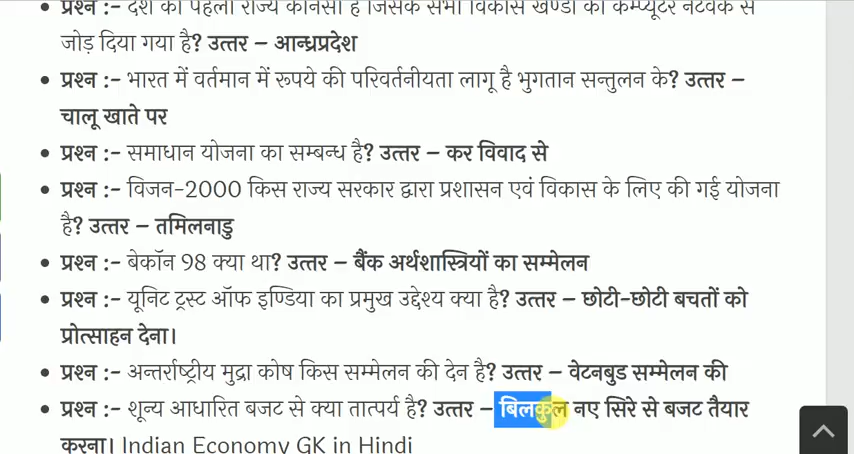 प्रश्न :- देश का पहला राज्य कौनसा है जिसके सभी विकास खण्डों को कम्प्यूटर नेटवर्क से
जोड़ दिया गया है? उत्तर – आन्ध्रप्रदेश
प्रश्न :- भारत में वर्तमान में रूपये की परिवर्तनीयता लागू है भुगतान सन्तुलन के? उत्तर –
चालू खाते पर
प्रश्न :- समाधान योजना का सम्बन्ध है? उत्तर – कर विवाद से
प्रश्न :- विजन-2000 किस राज्य सरकार द्वारा प्रशासन एवं विकास के लिए की गई योजना
है? उत्तर – तमिलनाडु
प्रश्न :- बेकॉन 98 क्या था? उत्तर – बैंक अर्थशास्त्रियों का सम्मेलन
प्रश्न :- यूनिट ट्रस्ट ऑफ इण्डिया का प्रमुख उद्देश्य क्या है? उत्तर – छोटी-छोटी बचतों को
प्रोत्साहन देना।
प्रश्न :- अन्तर्राष्ट्रीय मुद्रा कोष किस सम्मेलन की देन है? उत्तर – वेटनबुड सम्मेलन की
प्रश्न :- शून्य आधारित बजट से क्या तात्पर्य है? उत्तर – बिलकुल नए सिरे से बजट तैयार
करना। Indian Economy GK in Hindi